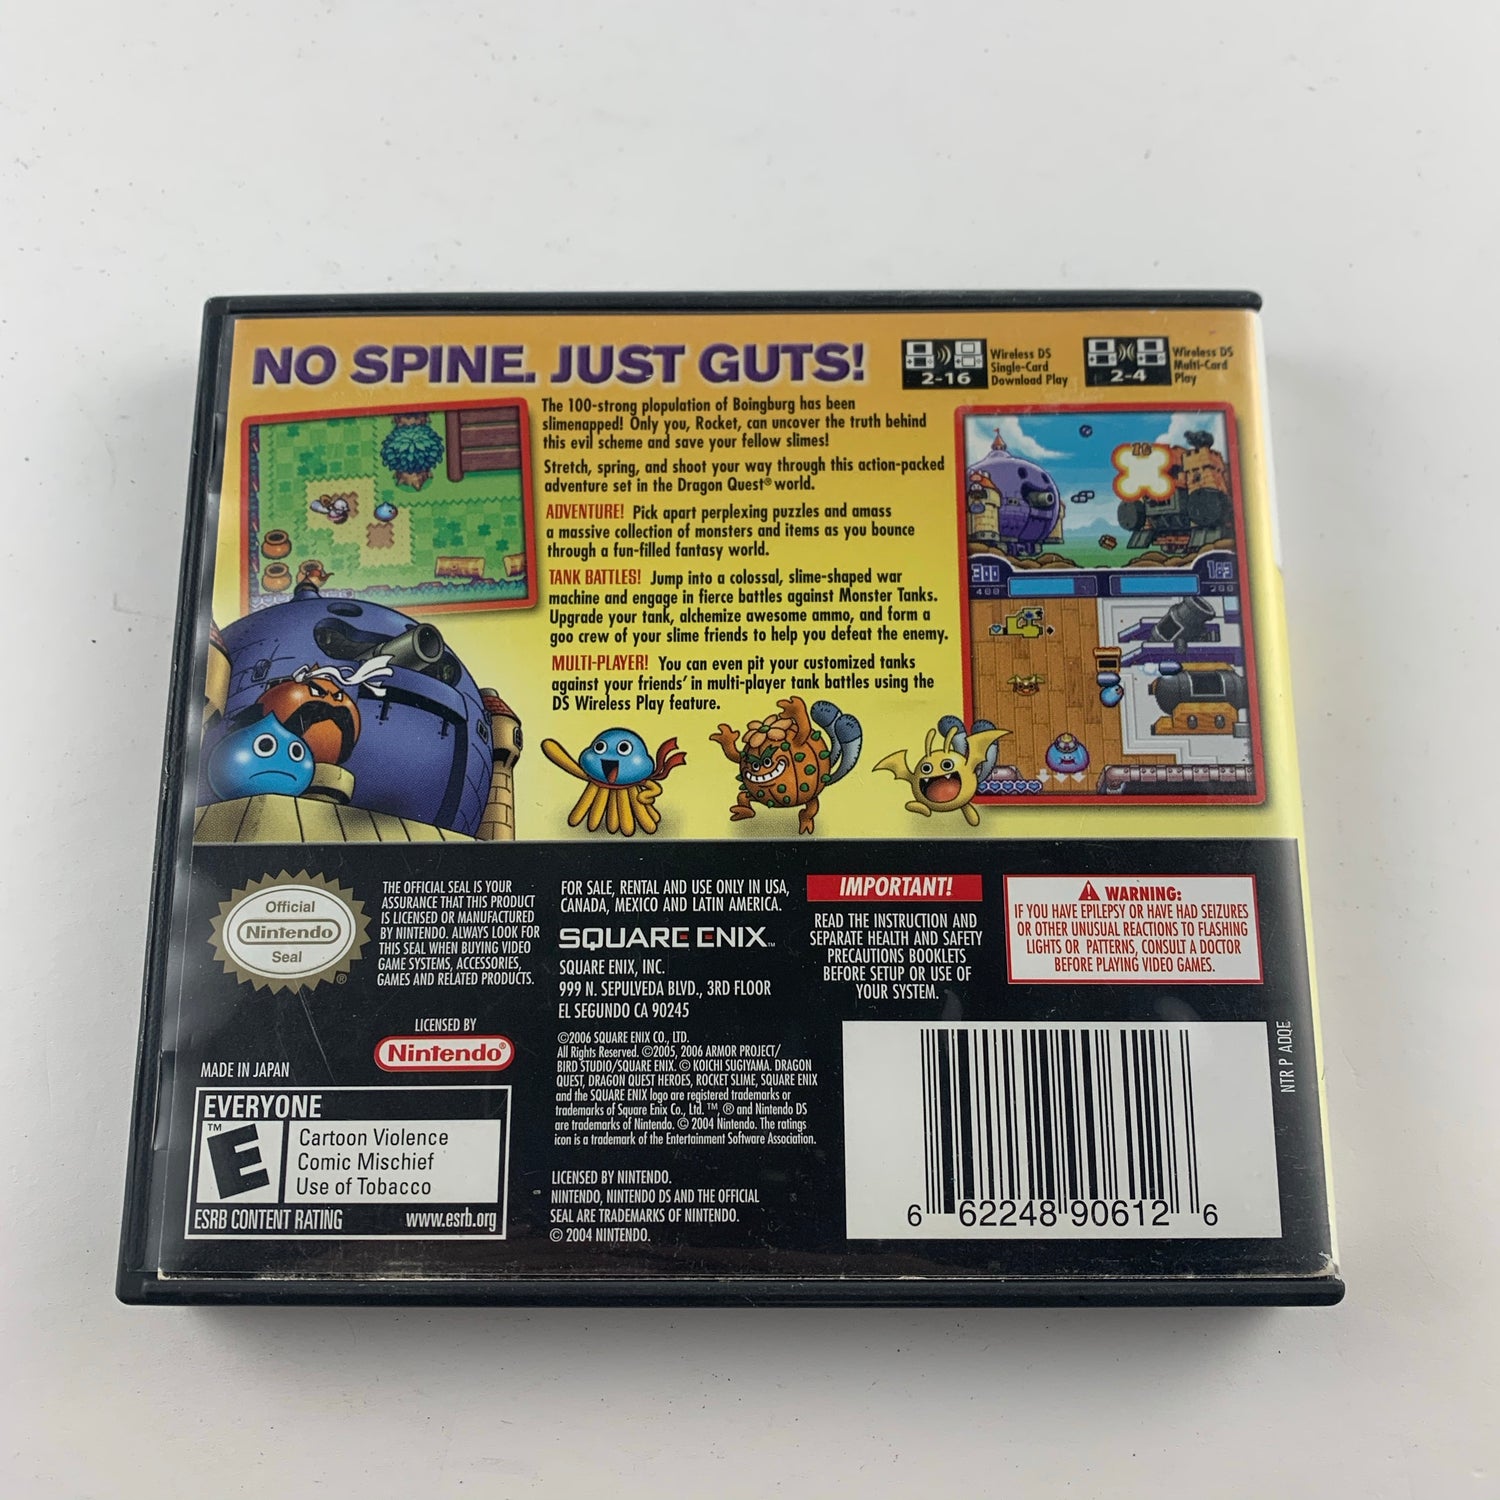 NO SPINE. JUST GUTS!
2-16
Wireless DS
Single-Card
Download Play
2-4
Wireless DS
Multi-Card
Play
The 100-strong plopulation of Boingburg has been
slimenapped! Only you, Rocket, can uncover the truth behind
this evil scheme and save your fellow slimes!
Stretch, spring, and shoot your way through this action-packed
adventure set in the Dragon Quest® world.
ADVENTURE! Pick apart perplexing puzzles and amass
a massive collection of monsters and items as you bounce
through a fun-filled fantasy world.
TANK BATTLES! Jump into a colossal, slime-shaped war
machine and engage in fierce battles against Monster Tanks.
Upgrade your tank, alchemize awesome ammo, and form a
goo crew of your slime friends to help you defeat the enemy.
MULTI-PLAYER! You can even pit your customized tanks
against your friends' in multi-player tank battles using the
DS Wireless Play feature.
16
300
400
183
200
Official
Nintendo
Seal
®
THE OFFICIAL SEAL IS YOUR
ASSURANCE THAT THIS PRODUCT
IS LICENSED OR MANUFACTURED
BY NINTENDO. ALWAYS LOOK FOR
THIS SEAL WHEN BUYING VIDEO
GAME SYSTEMS, ACCESSORIES,
GAMES AND RELATED PRODUCTS.
LICENSED BY
Nintendo®
MADE IN JAPAN
EVERYONE
E™
Cartoon Violence
Comic Mischief
Use of Tobacco
ESRB CONTENT RATING www.esrb.org
FOR SALE, RENTAL AND USE ONLY IN USA,
CANADA, MEXICO AND LATIN AMERICA.
SQUARE ENIX™
SQUARE ENIX, INC.
999 N. SEPULVEDA BLVD., 3RD FLOOR
EL SEGUNDO CA 90245
©2006 SQUARE ENIX CO., LTD.
All Rights Reserved. ©2005, 2006 ARMOR PROJECT/
BIRD STUDIO/SQUARE ENIX. © KOICHI SUGIYAMA. DRAGON
QUEST, DRAGON QUEST HEROES, ROCKET SLIME, SQUARE ENIX
and the SQUARE ENIX logo are registered trademarks or
trademarks of Square Enix Co., Ltd. ™, ® and Nintendo DS
are trademarks of Nintendo. © 2004 Nintendo. The ratings
icon is a trademark of the Entertainment Software Association.
LICENSED BY NINTENDO.
NINTENDO, NINTENDO DS AND THE OFFICIAL
SEAL ARE TRADEMARKS OF NINTENDO.
© 2004 NINTENDO.
IMPORTANT!
READ THE INSTRUCTION AND
SEPARATE HEALTH AND SAFETY
PRECAUTIONS BOOKLETS
BEFORE SETUP OR USE OF
YOUR SYSTEM.
WARNING:
IF YOU HAVE EPILEPSY OR HAVE HAD SEIZURES
OR OTHER UNUSUAL REACTIONS TO FLASHING
LIGHTS OR PATTERNS, CONSULT A DOCTOR
BEFORE PLAYING VIDEO GAMES.
NTR P ADQE
6 62248 90612 6